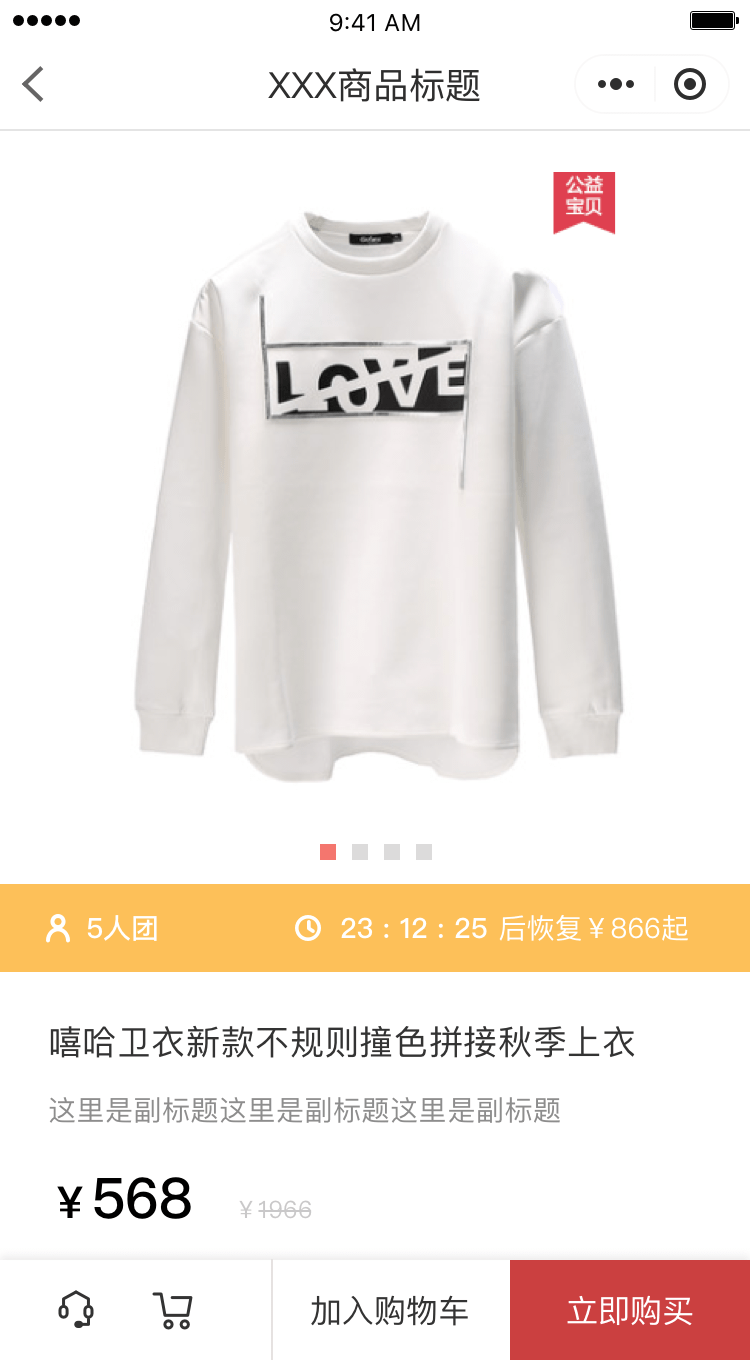 9:41 AM
XXX商品标题
公益
宝贝
LOVE
5人团
23 : 12 : 25 后恢复¥866起
嘻哈卫衣新款不规则撞色拼接秋季上衣
这里是副标题这里是副标题这里是副标题
¥568 ¥1966
加入购物车 立即购买